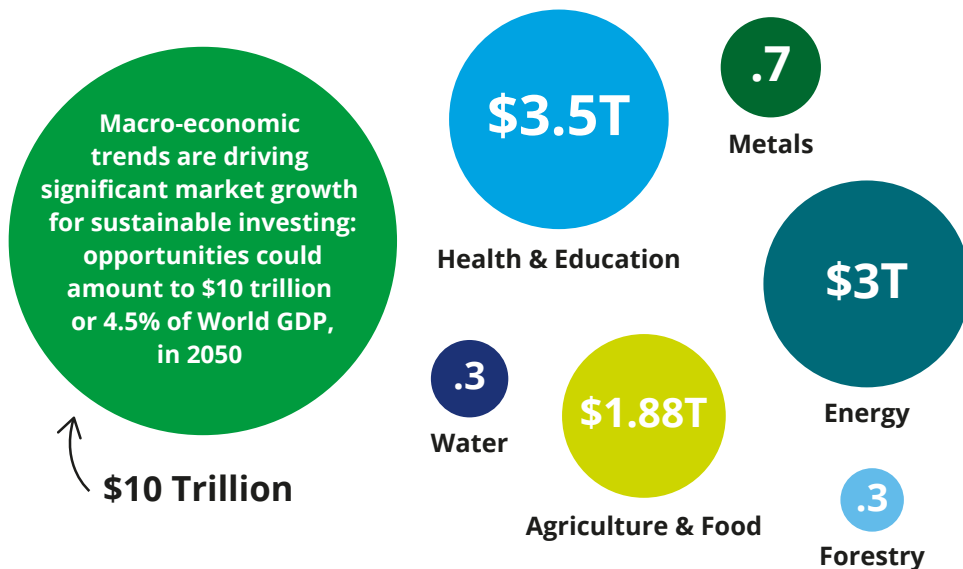 Macro-economic
trends are driving
significant market growth
for sustainable investing:
opportunities could
amount to $10 trillion
or 4.5% of World GDP,
in 2050
$10 Trillion
$3.5T
Health & Education
.7
Metals
$3T
Energy
.3
Water
$1.88T
Agriculture & Food
.3
Forestry